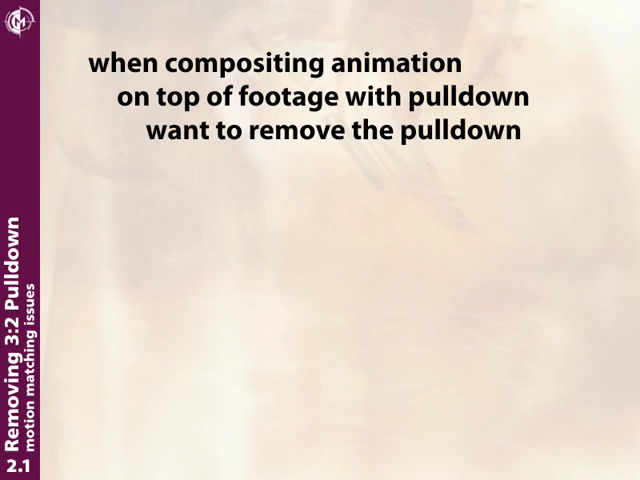 when compositing animation
on top of footage with pulldown
want to remove the pulldown
Removing 3:2 Pulldown
motion matching issues
2.1